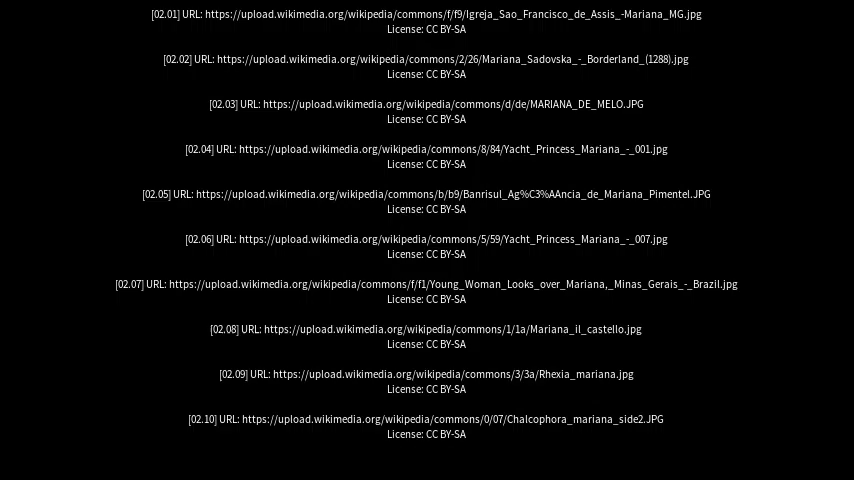 [02.01] URL: https://upload.wikimedia.org/wikipedia/commons/f/f9/Igreja_Sao_Francisco_de_Assis_-Mariana_MG.jpg
License: CC BY-SA
[02.02] URL: https://upload.wikimedia.org/wikipedia/commons/2/26/Mariana_Sadovska_-_Borderland_(1288).jpg
License: CC BY-SA
[02.03] URL: https://upload.wikimedia.org/wikipedia/commons/d/de/MARIANA_DE_MELO.JPG
License: CC BY-SA
[02.04] URL: https://upload.wikimedia.org/wikipedia/commons/8/84/Yacht_Princess_Mariana_-_001.jpg
License: CC BY-SA
[02.05] URL: https://upload.wikimedia.org/wikipedia/commons/b/b9/Banrisul_Ag%C3%AAncia_de_Mariana_Pimentel.JPG
License: CC BY-SA
[02.06] URL: https://upload.wikimedia.org/wikipedia/commons/5/59/Yacht_Princess_Mariana_-_007.jpg
License: CC BY-SA
[02.07] URL: https://upload.wikimedia.org/wikipedia/commons/f/f1/Young_Woman_Looks_over_Mariana,_Minas_Gerais_-_Brazil.jpg
License: CC BY-SA
[02.08] URL: https://upload.wikimedia.org/wikipedia/commons/1/1a/Mariana_il_castello.jpg
License: CC BY-SA
[02.09] URL: https://upload.wikimedia.org/wikipedia/commons/3/3a/Rhexia_mariana.jpg
License: CC BY-SA
[02.10] URL: https://upload.wikimedia.org/wikipedia/commons/0/07/Chalcophora_mariana_side2.JPG
License: CC BY-SA